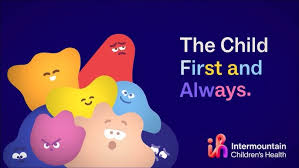 The Child
First and
Always.
Intermountain
Children's Health